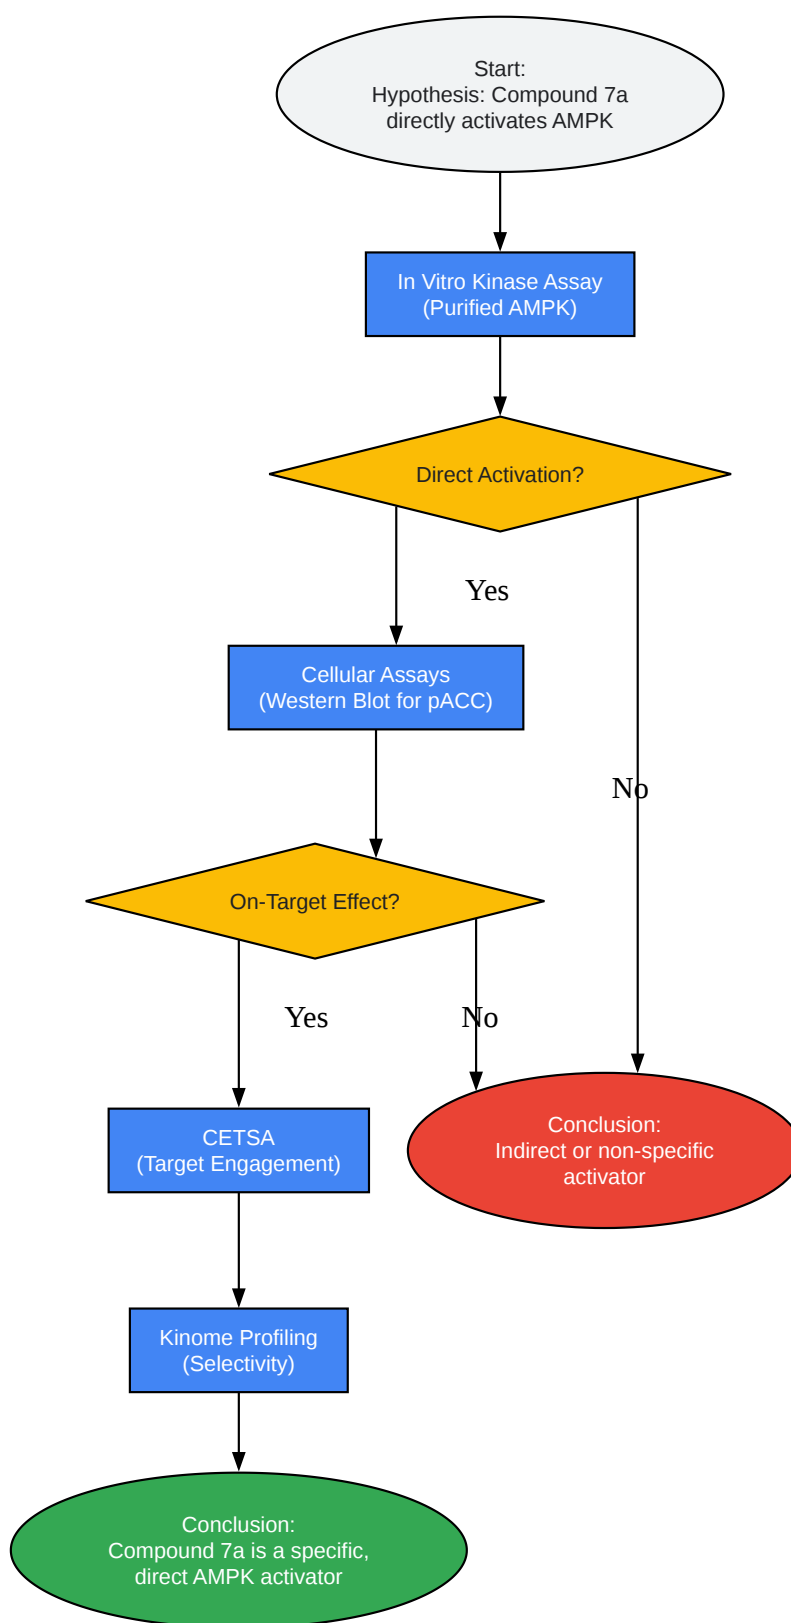 Start:
Hypothesis: Compound 7a
directly activates AMPK
In Vitro Kinase Assay
(Purified AMPK)
Direct Activation?
Yes
Cellular Assays
(Western Blot for pACC)
No
On-Target Effect?
Yes
No
CETSA
(Target Engagement)
Conclusion:
Indirect or non-specific
activator
Kinome Profiling
(Selectivity)
Conclusion:
Compound 7a is a specific,
direct AMPK activator